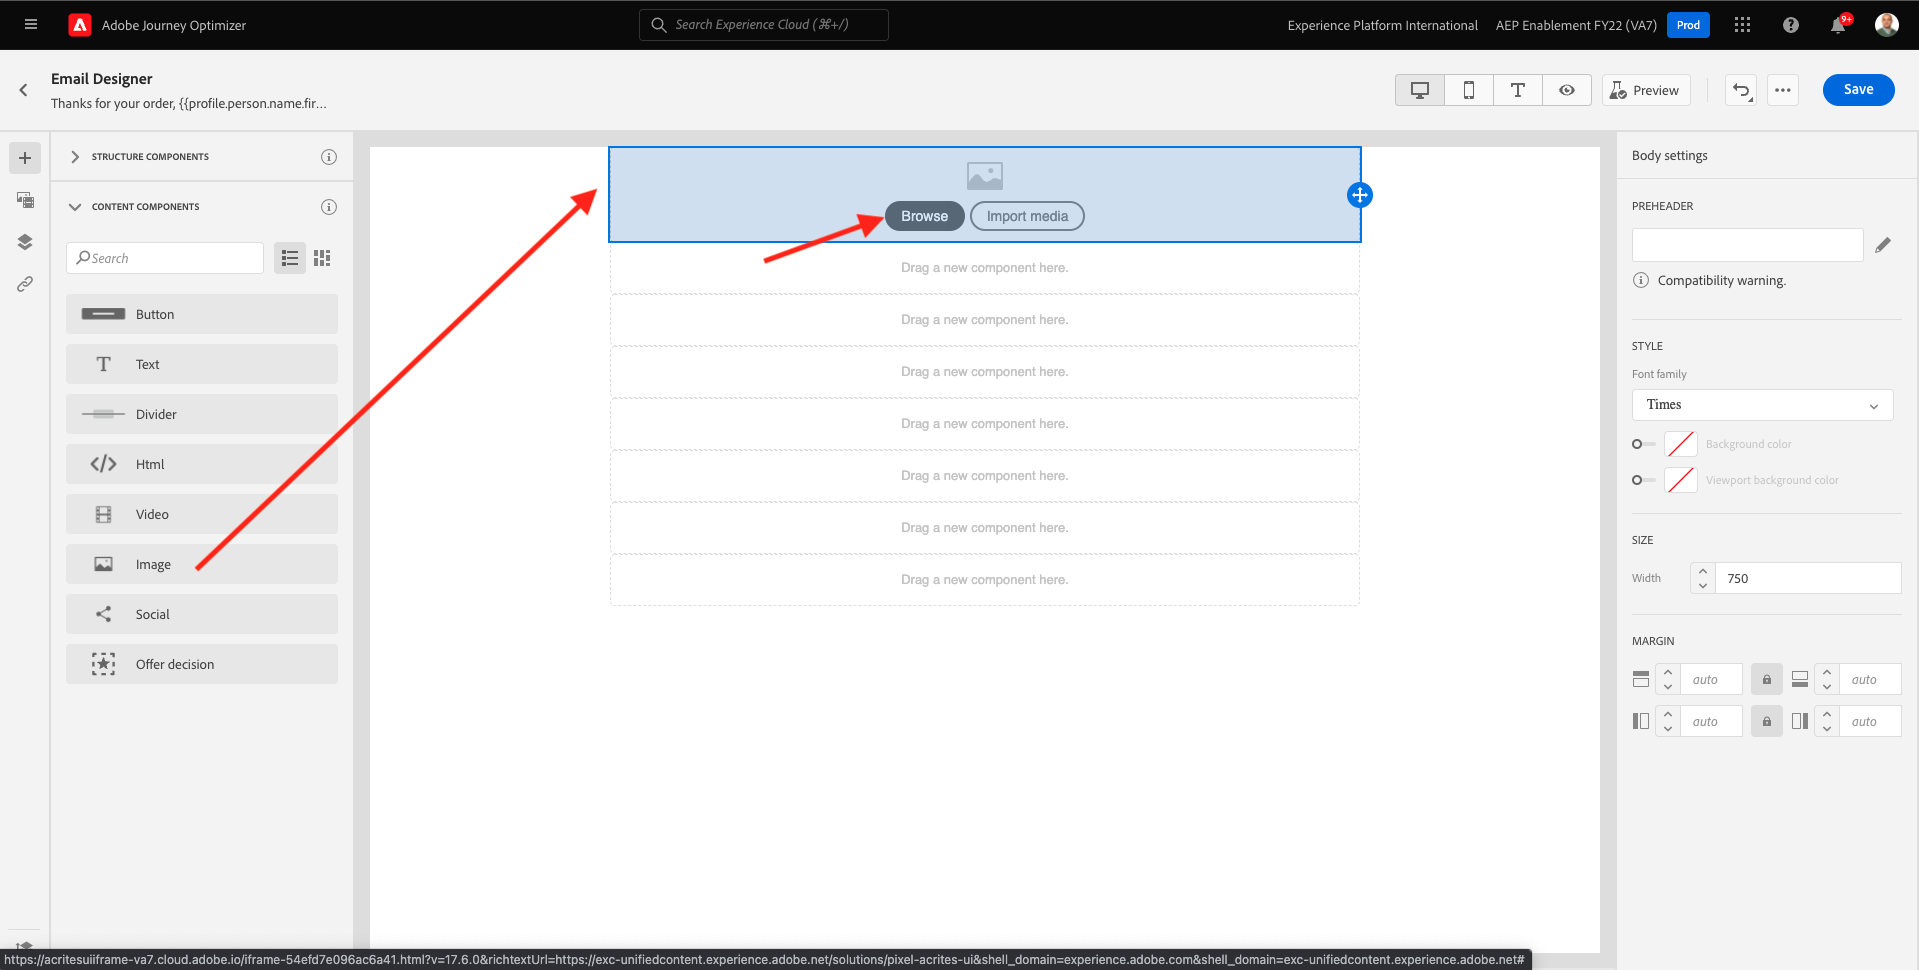 Adobe Journey Optimizer
Search Experience Cloud (⌘+/)
Experience Platform International
AEP Enablement FY22 (VA7)
Prod
9+
Email Designer
Thanks for your order, {{profile.person.name.fir...
Preview
Save
STRUCTURE COMPONENTS
CONTENT COMPONENTS
Search
Button
Text
Divider
Html
Video
Image
Social
Offer decision
Browse
Import media
Drag a new component here.
Drag a new component here.
Drag a new component here.
Drag a new component here.
Drag a new component here.
Drag a new component here.
Drag a new component here.
Body settings
PREHEADER
Compatibility warning.
STYLE
Font family
Times
Background color
Viewport background color
SIZE
Width
750
MARGIN
auto
auto
auto
auto
https://acritesuiiframe-va7.cloud.adobe.io/iframe-54efd7e096ac6a41.html?v=17.6.0&richtextUrl=https://exc-unifiedcontent.experience.adobe.net/solutions/pixel-acrites-ui&shell_domain=experience.adobe.com&shell_domain=exc-unifiedcontent.experience.adobe.net#